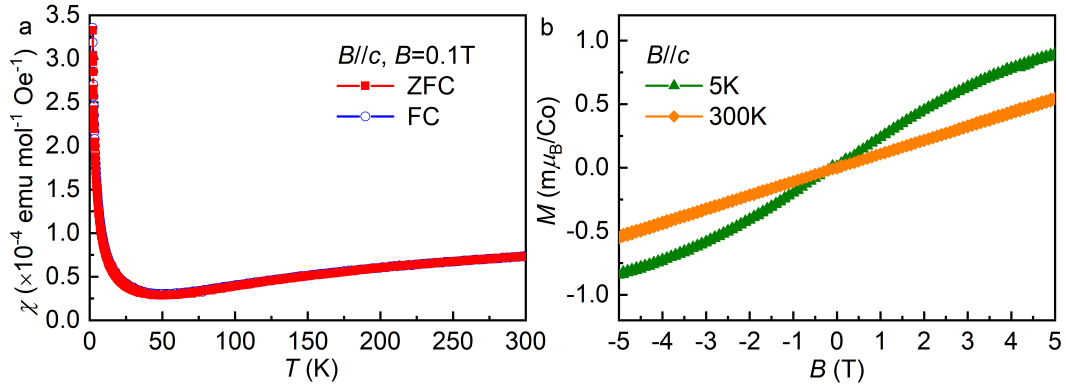 a
B//c, B=0.1T
ZFC
FC
χ (×10⁻⁴ emu mol⁻¹ Oe⁻¹)
3.5
3.0
2.5
2.0
1.5
1.0
0.5
0.0
0 50 100 150 200 250 300
T (K)
b
B//c
5K
300K
M (mμ_B/Co)
1.0
0.5
0.0
-0.5
-1.0
-5 -4 -3 -2 -1 0 1 2 3 4 5
B (T)